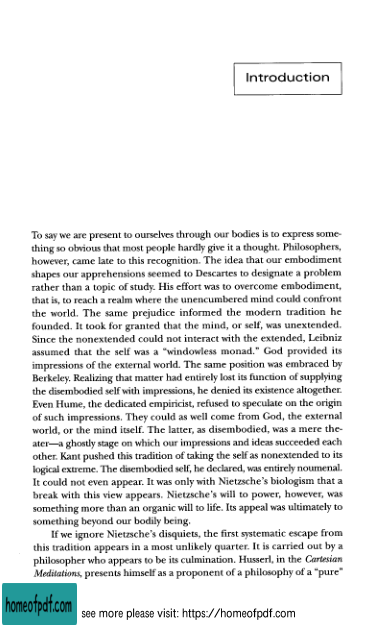 Introduction
To say we are present to ourselves through our bodies is to express some-
thing so obvious that most people hardly give it a thought. Philosophers,
however, came late to this recognition. The idea that our embodiment
shapes our apprehensions seemed to Descartes to designate a problem
rather than a topic of study. His effort was to overcome embodiment,
that is, to reach a realm where the unencumbered mind could confront
the world. The same prejudice informed the modern tradition he
founded. It took for granted that the mind, or self, was unextended.
Since the nonextended could not interact with the extended, Leibniz
assumed that the self was a “windowless monad.” God provided its
impressions of the external world. The same position was embraced by
Berkeley. Realizing that matter had entirely lost its function of supplying
the disembodied self with impressions, he denied its existence altogether.
Even Hume, the dedicated empiricist, refused to speculate on the origin
of such impressions. They could as well come from God, the external
world, or the mind itself. The latter, as disembodied, was a mere the-
ater—a ghostly stage on which our impressions and ideas succeeded each
other. Kant pushed this tradition of taking the self as nonextended to its
logical extreme. The disembodied self, he declared, was entirely noumenal.
It could not even appear. It was only with Nietzsche’s biologism that a
break with this view appears. Nietzsche’s will to power, however, was
something more than an organic will to life. Its appeal was ultimately to
something beyond our bodily being.
If we ignore Nietzsche’s disquiets, the first systematic escape from
this tradition appears in a most unlikely quarter. It is carried out by a
philosopher who appears to be its culmination. Husserl, in the Cartesian
Meditations, presents himself as a proponent of a philosophy of a “pure”
homeofpdf.com
see more please visit: https://homeofpdf.com